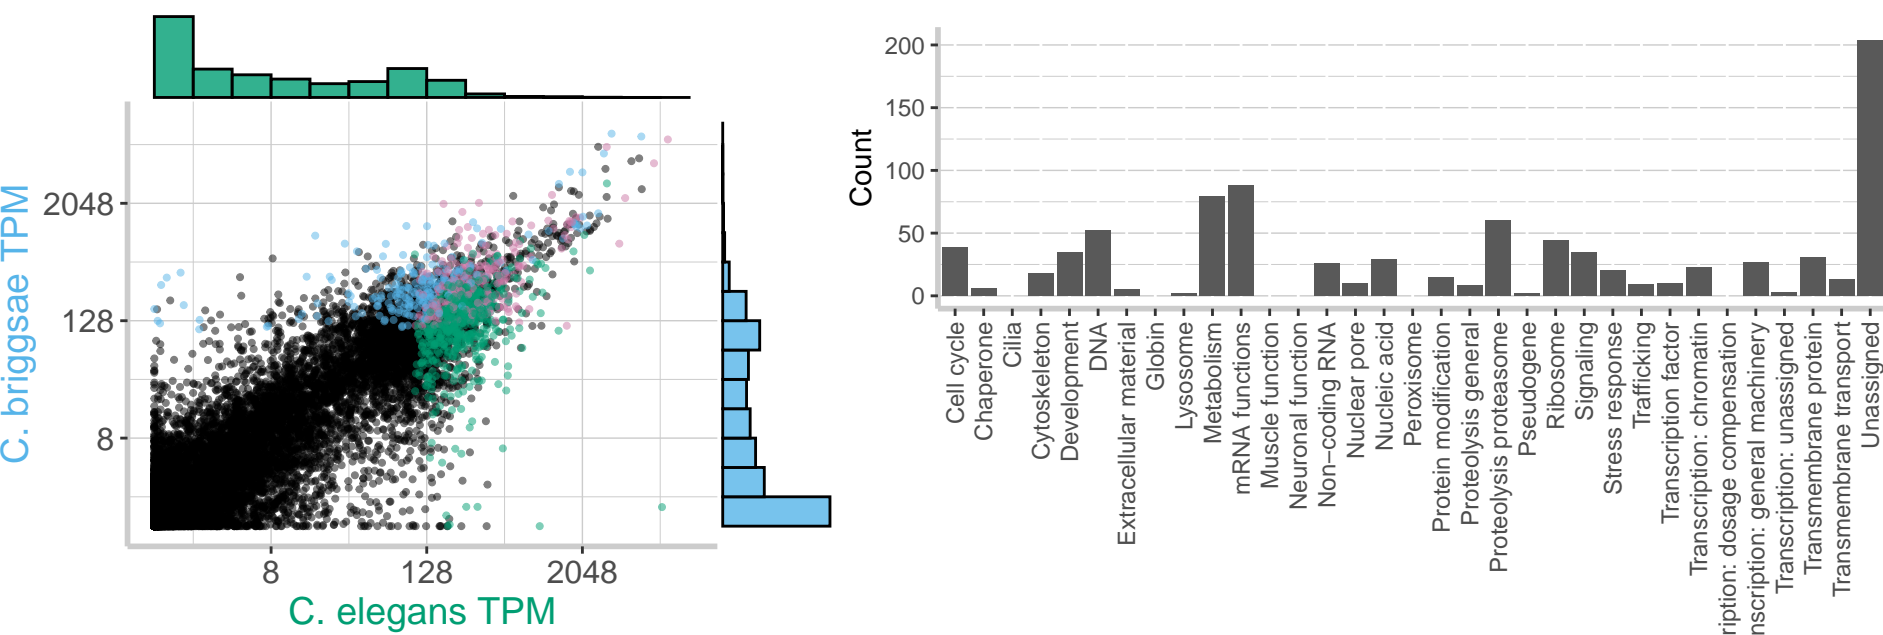 C. briggsae TPM
2048
128
8
8
128
2048
C. elegans TPM
Count
200
150
100
50
0
Cell cycle
Chaperone
Cilia
Cytoskeleton
Development
DNA
Extracellular material
Globin
Lysosome
Metabolism
mRNA functions
Muscle function
Neuronal function
Non−coding RNA
Nuclear pore
Nucleic acid
Peroxisome
Protein modification
Proteolysis general
Proteolysis proteasome
Pseudogene
Ribosome
Signaling
Stress response
Trafficking
Transcription factor
Transcription: chromatin
ription: dosage compensation
nscription: general machinery
Transcription: unassigned
Transmembrane protein
Transmembrane transport
Unassigned